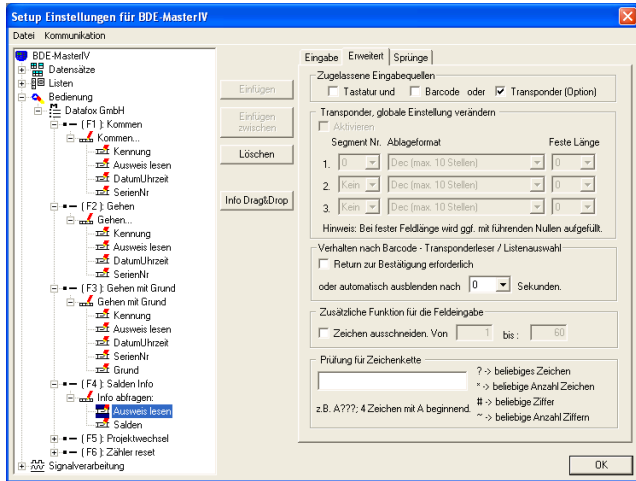 Setup Einstellungen für BDE-MasterIV
Datei Kommunikation
BDE-MasterIV
Datensätze
Listen
Bedienung
Datafox GmbH
(F1 ): Kommen
Kommen...
Kennung
Ausweis lesen
DatumUhrzeit
SerienNr
(F2 ): Gehen
Gehen...
Kennung
Ausweis lesen
DatumUhrzeit
SerienNr
(F3 ): Gehen mit Grund
Gehen mit Grund
Kennung
Ausweis lesen
DatumUhrzeit
SerienNr
Grund
(F4 ): Salden Info
Info abfragen:
Ausweis lesen
Salden
(F5 ): Projektwechsel
(F6 ): Zähler reset
Signalverarbeitung
Einfügen
Einfügen
zwischen
Löschen
Info Drag&Drop
Eingabe Erweitert Sprünge
Zugelassene Eingabequellen
Tastatur und Barcode oder Transponder (Option)
Transponder, globale Einstellung verändern
Aktivieren
Segment Nr. Ablageformat Feste Länge
1. 0 Dec (max. 10 Stellen) 0
2. Kein Dec (max. 10 Stellen) 0
3. Kein Dec (max. 10 Stellen) 0
Hinweis: Bei fester Feldlänge wird ggf. mit führenden Nullen aufgefüllt.
Verhalten nach Barcode - Transponderleser / Listenauswahl
Return zur Bestätigung erforderlich
oder automatisch ausblenden nach 0 Sekunden.
Zusätzliche Funktion für die Feldeingabe
Zeichen ausschneiden. Von 1 bis : 60
Prüfung für Zeichenkette
? -> beliebiges Zeichen
* -> beliebige Anzahl Zeichen
# -> beliebige Ziffer
~ -> beliebige Anzahl Ziffern
z.B. A???; 4 Zeichen mit A beginnend.
OK